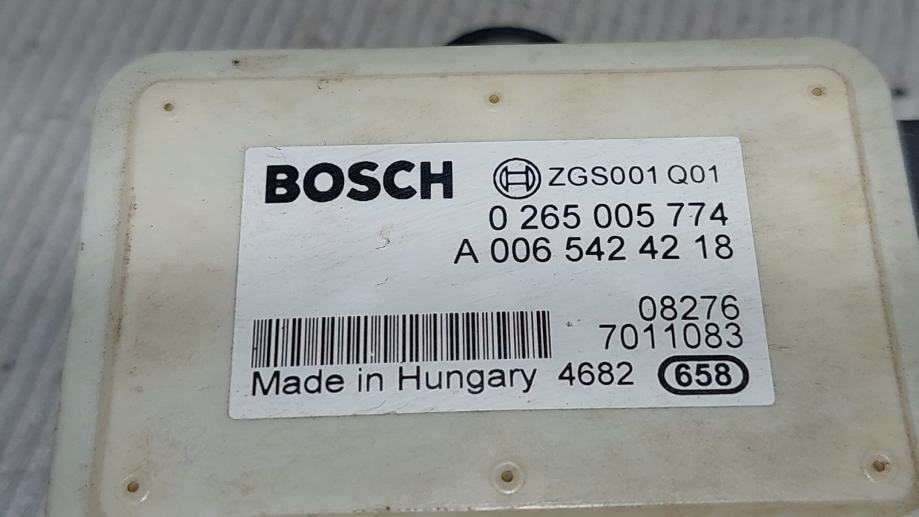 BOSCH ZGS001 Q01
0 265 005 774
A 006 542 42 18
08276
7011083
Made in Hungary 4682 658